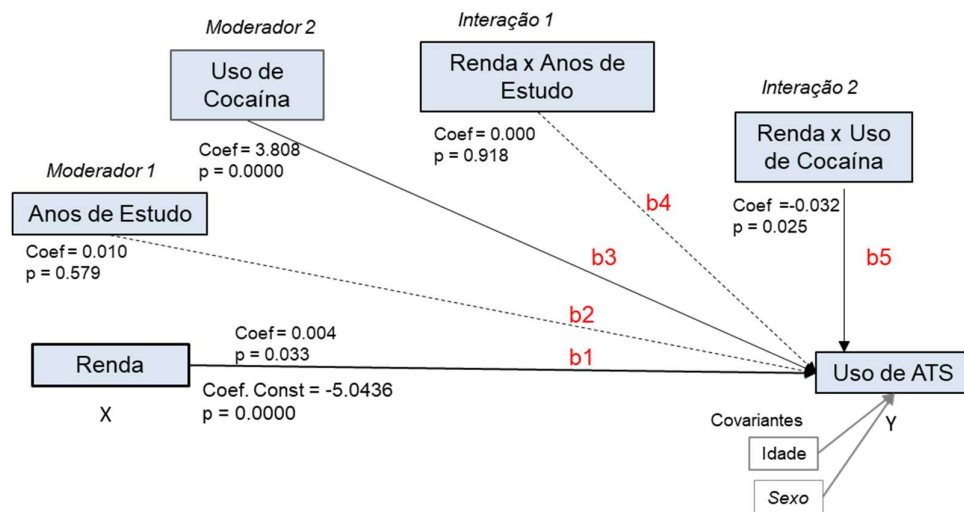 Moderador 2
Uso de
Cocaína
Coef = 3.808
p = 0.0000
Interação 1
Renda x Anos de
Estudo
Coef = 0.000
p = 0.918
Interação 2
Renda x Uso
de Cocaína
Coef =-0.032
p = 0.025
Moderador 1
Anos de Estudo
Coef = 0.010
p = 0.579
b4
b3
b5
b2
Coef = 0.004
p = 0.033
b1
Renda
X
Coef. Const = -5.0436
p = 0.0000
Uso de ATS
Y
Covariantes
Idade
Sexo